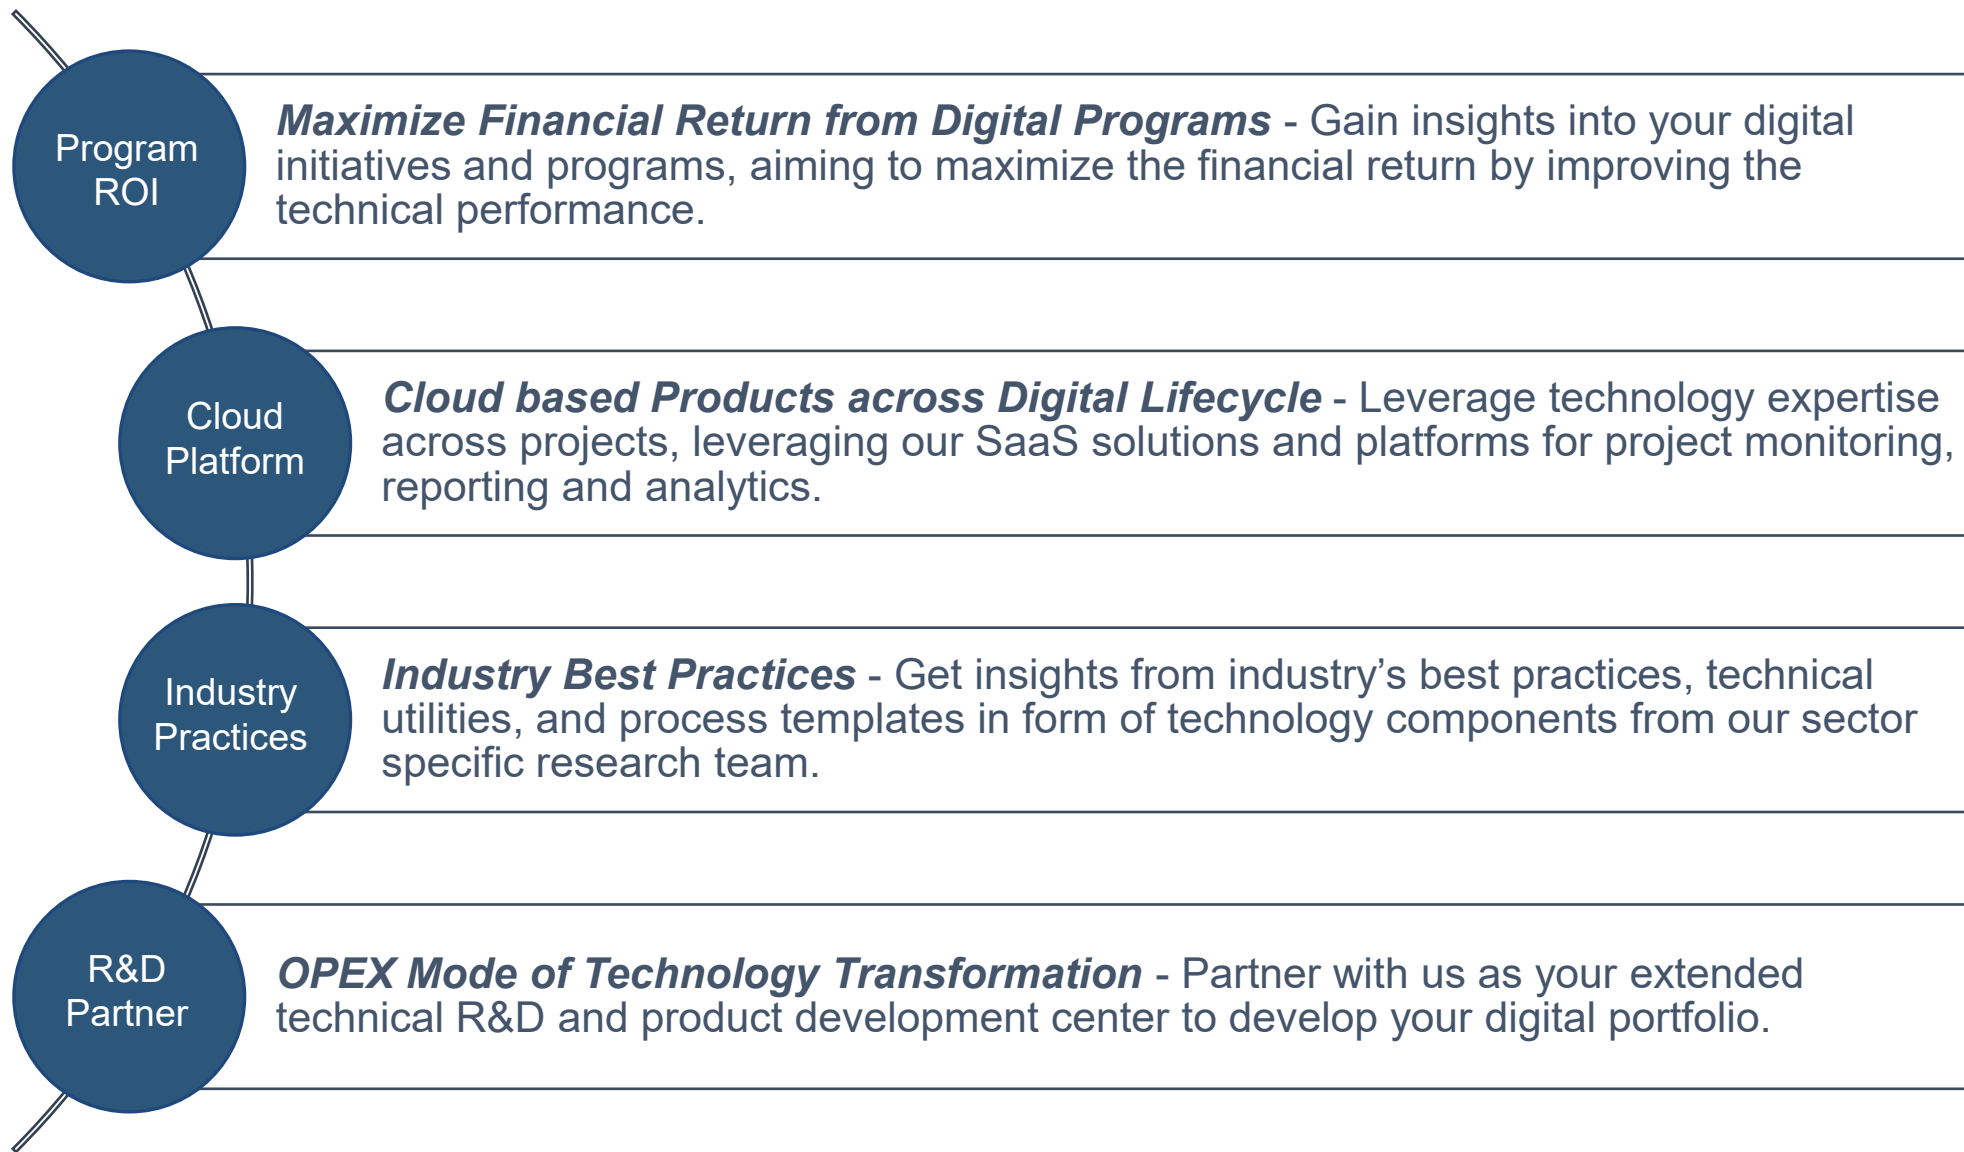 Program
ROI
Maximize Financial Return from Digital Programs - Gain insights into your digital
initiatives and programs, aiming to maximize the financial return by improving the
technical performance.
Cloud
Platform
Cloud based Products across Digital Lifecycle - Leverage technology expertise
across projects, leveraging our SaaS solutions and platforms for project monitoring,
reporting and analytics.
Industry
Practices
Industry Best Practices - Get insights from industry’s best practices, technical
utilities, and process templates in form of technology components from our sector
specific research team.
R&D
Partner
OPEX Mode of Technology Transformation - Partner with us as your extended
technical R&D and product development center to develop your digital portfolio.